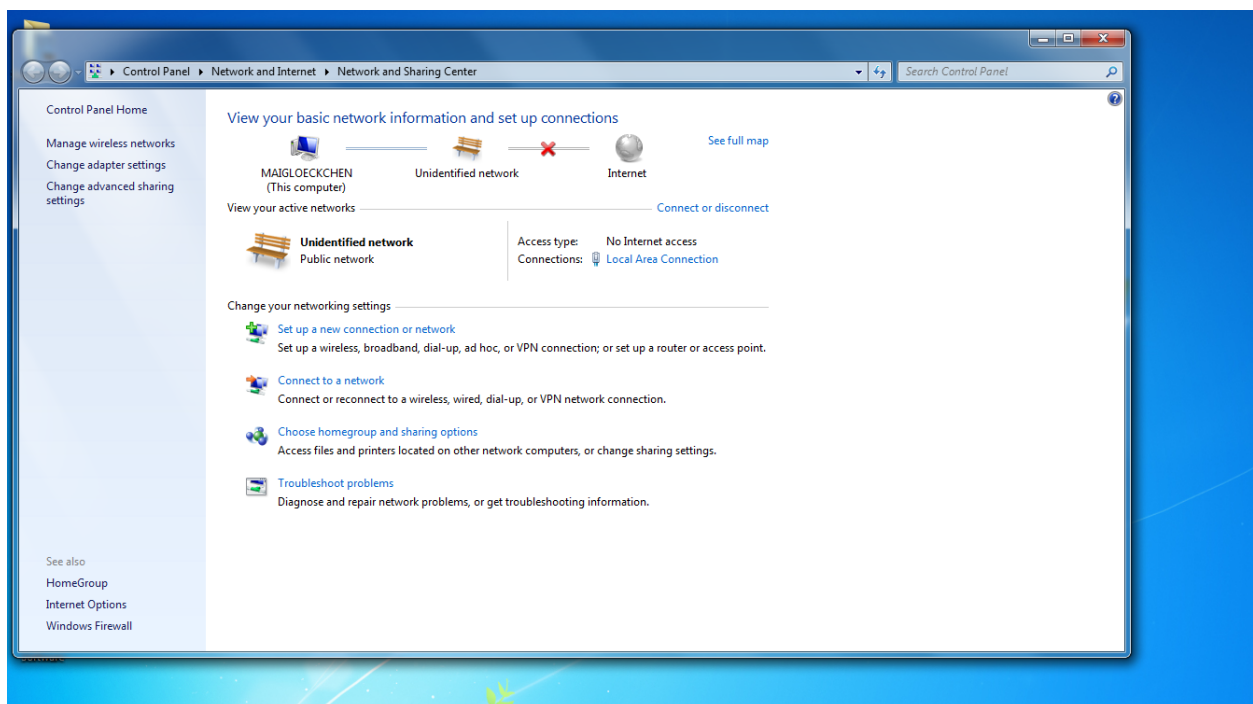 Control Panel ▸ Network and Internet ▸ Network and Sharing Center
Search Control Panel
Control Panel Home
Manage wireless networks
Change adapter settings
Change advanced sharing
settings
See also
HomeGroup
Internet Options
Windows Firewall
View your basic network information and set up connections
See full map
MAIGLOECKCHEN
(This computer)
Unidentified network
Internet
View your active networks
Connect or disconnect
Unidentified network
Public network
Access type: No Internet access
Connections: Local Area Connection
Change your networking settings
Set up a new connection or network
Set up a wireless, broadband, dial-up, ad hoc, or VPN connection; or set up a router or access point.
Connect to a network
Connect or reconnect to a wireless, wired, dial-up, or VPN network connection.
Choose homegroup and sharing options
Access files and printers located on other network computers, or change sharing settings.
Troubleshoot problems
Diagnose and repair network problems, or get troubleshooting information.